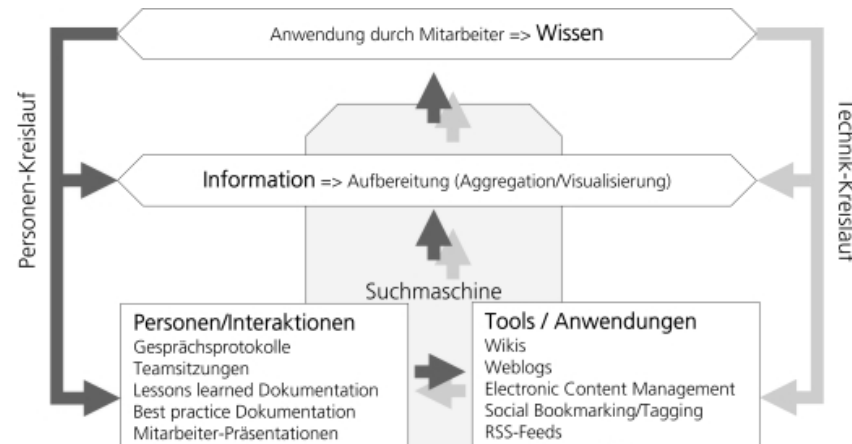 Anwendung durch Mitarbeiter => Wissen
Personen-Kreislauf
Technik-Kreislauf
Information => Aufbereitung (Aggregation/Visualisierung)
Suchmaschine
Personen/Interaktionen
Gesprächsprotokolle
Teamsitzungen
Lessons learned Dokumentation
Best practice Dokumentation
Mitarbeiter-Präsentationen
Tools / Anwendungen
Wikis
Weblogs
Electronic Content Management
Social Bookmarking/Tagging
RSS-Feeds